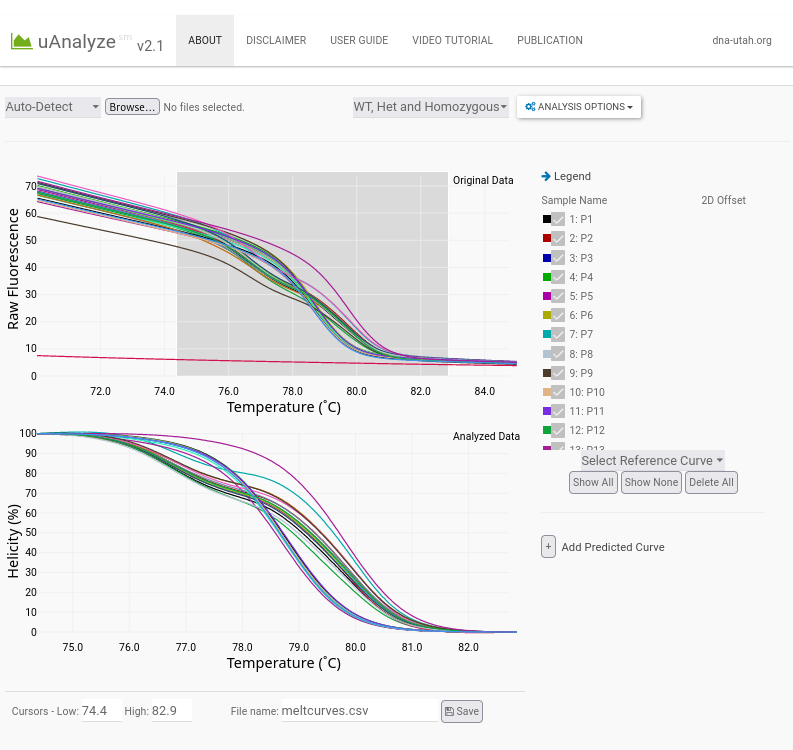 uAnalyze sm v2.1 ABOUT DISCLAIMER USER GUIDE VIDEO TUTORIAL PUBLICATION dna-utah.org
Auto-Detect Browse... No files selected. WT, Het and Homozygous ANALYSIS OPTIONS
Original Data
Raw Fluorescence
70
60
50
40
30
20
10
0
72.0 74.0 76.0 78.0 80.0 82.0 84.0
Temperature (˚C)
Analyzed Data
Helicity (%)
100
90
80
70
60
50
40
30
20
10
0
75.0 76.0 77.0 78.0 79.0 80.0 81.0 82.0
Temperature (˚C)
Legend
Sample Name 2D Offset
1: P1
2: P2
3: P3
4: P4
5: P5
6: P6
7: P7
8: P8
9: P9
10: P10
11: P11
12: P12
13: P13
Select Reference Curve
Show All Show None Delete All
+ Add Predicted Curve
Cursors - Low: 74.4 High: 82.9 File name: meltcurves.csv Save